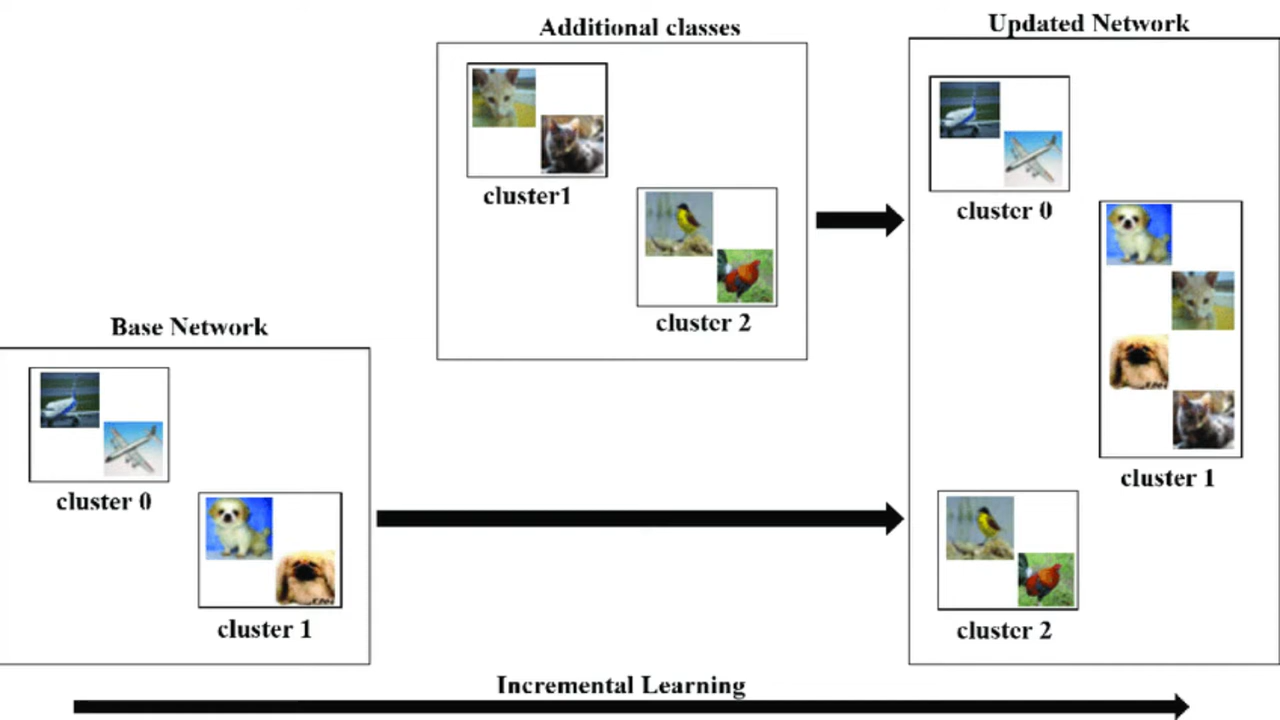 Additional classes
Updated Network
cluster1
cluster 2
cluster 0
cluster 1
cluster 2
Base Network
cluster 0
cluster 1
Incremental Learning